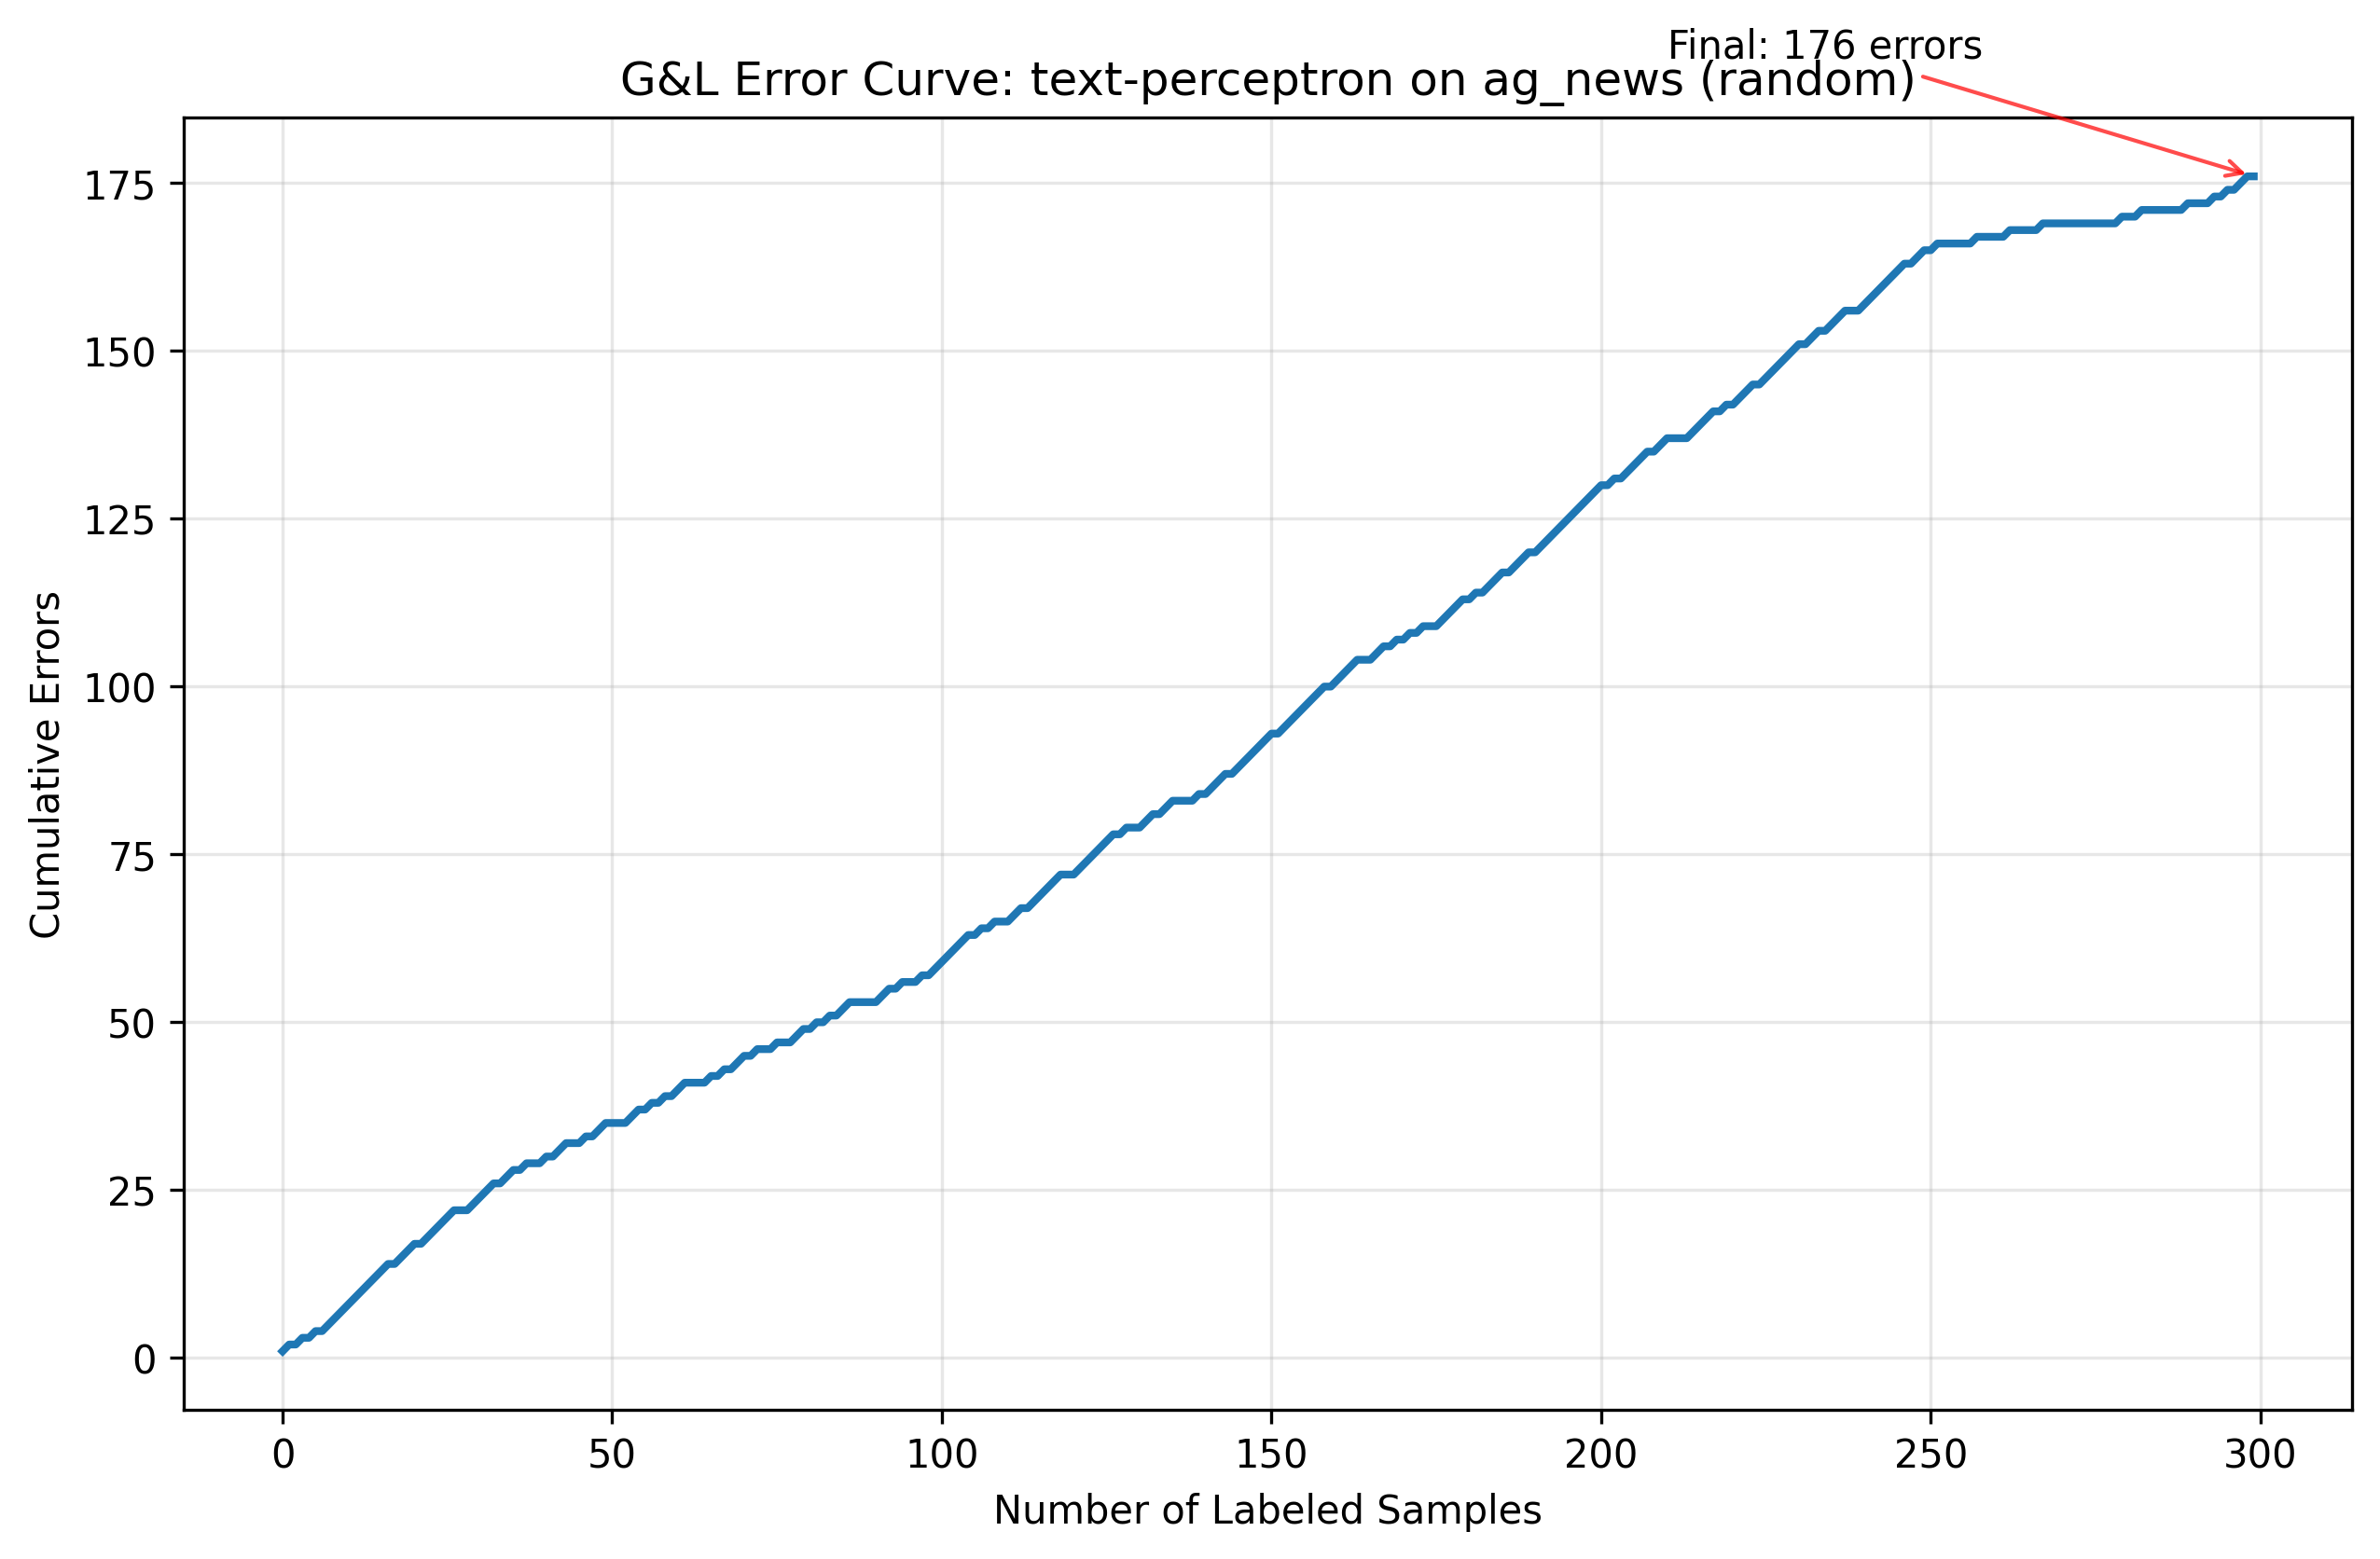 Final: 176 errors
G&L Error Curve: text-perceptron on ag_news (random)
Cumulative Errors
175
150
125
100
75
50
25
0
0 50 100 150 200 250 300
Number of Labeled Samples